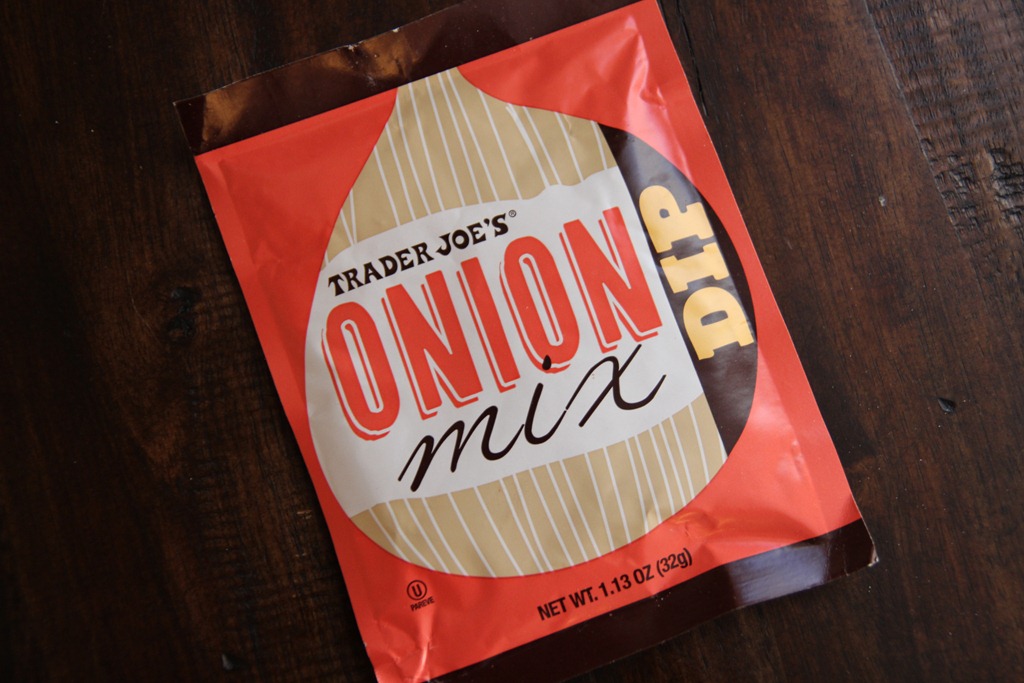 TRADER JOE'S®
ONION
mix
DIP
U
PAREVE
NET WT. 1.13 OZ (32g)